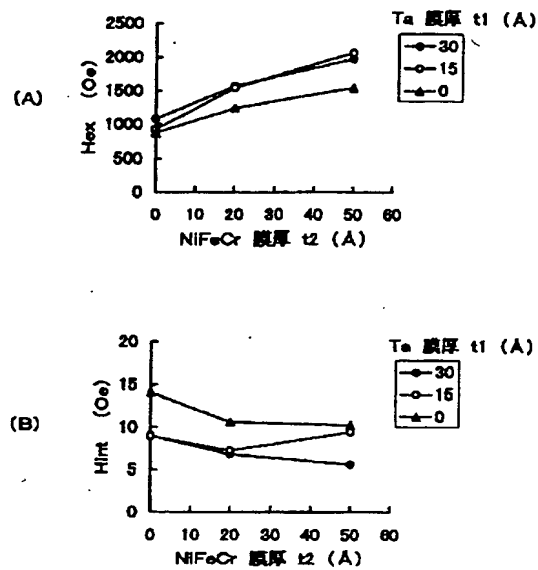 Ta 膜厚 t1 (Å)
30
15
0
(A)
Hex (Oe)
2500
2000
1500
1000
500
0
0 10 20 30 40 50 60
NiFeCr 膜厚 t2 (Å)
Ta 膜厚 t1 (Å)
30
15
0
(B)
Hint (Oe)
20
15
10
5
0
0 10 20 30 40 50 60
NiFeCr 膜厚 t2 (Å)